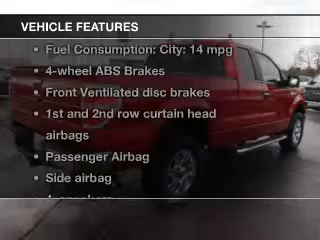 VEHICLE FEATURES
• Fuel Consumption: City: 14 mpg
• 4-wheel ABS Brakes
• Front Ventilated disc brakes
• 1st and 2nd row curtain head
airbags
• Passenger Airbag
• Side airbag